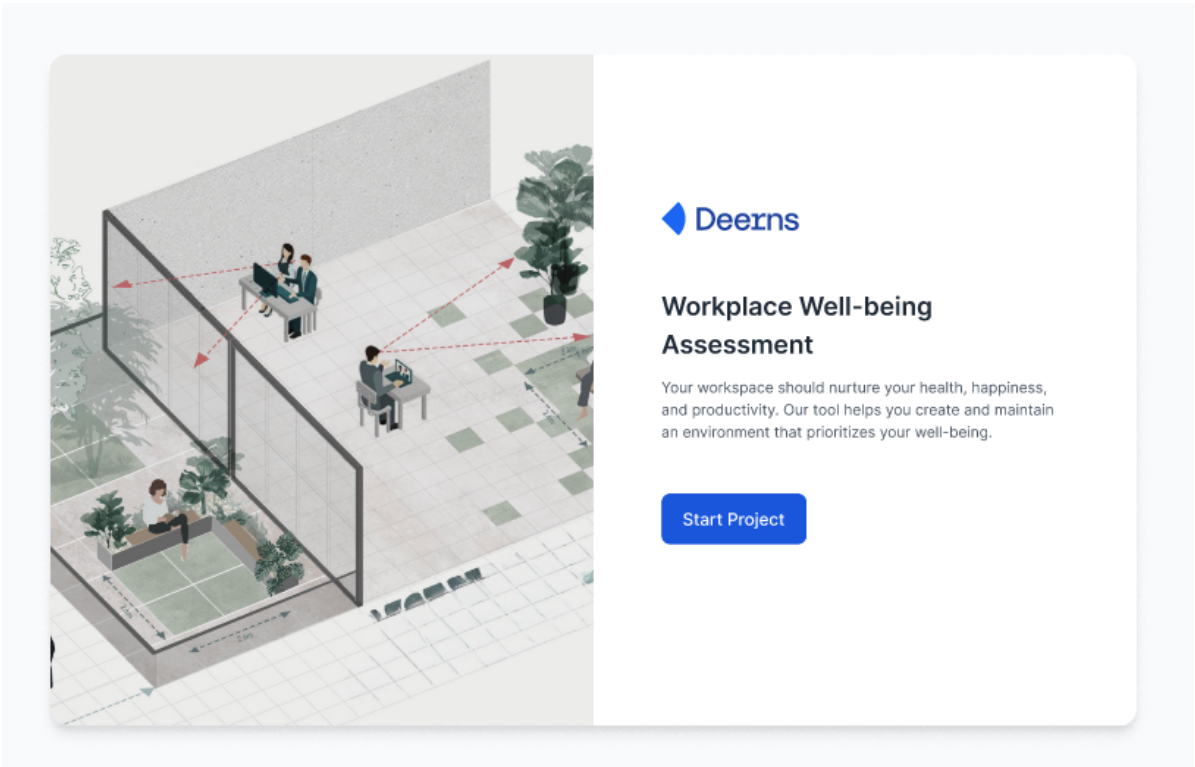 Deerns
Workplace Well-being
Assessment
Your workspace should nurture your health, happiness,
and productivity. Our tool helps you create and maintain
an environment that prioritizes your well-being.
Start Project